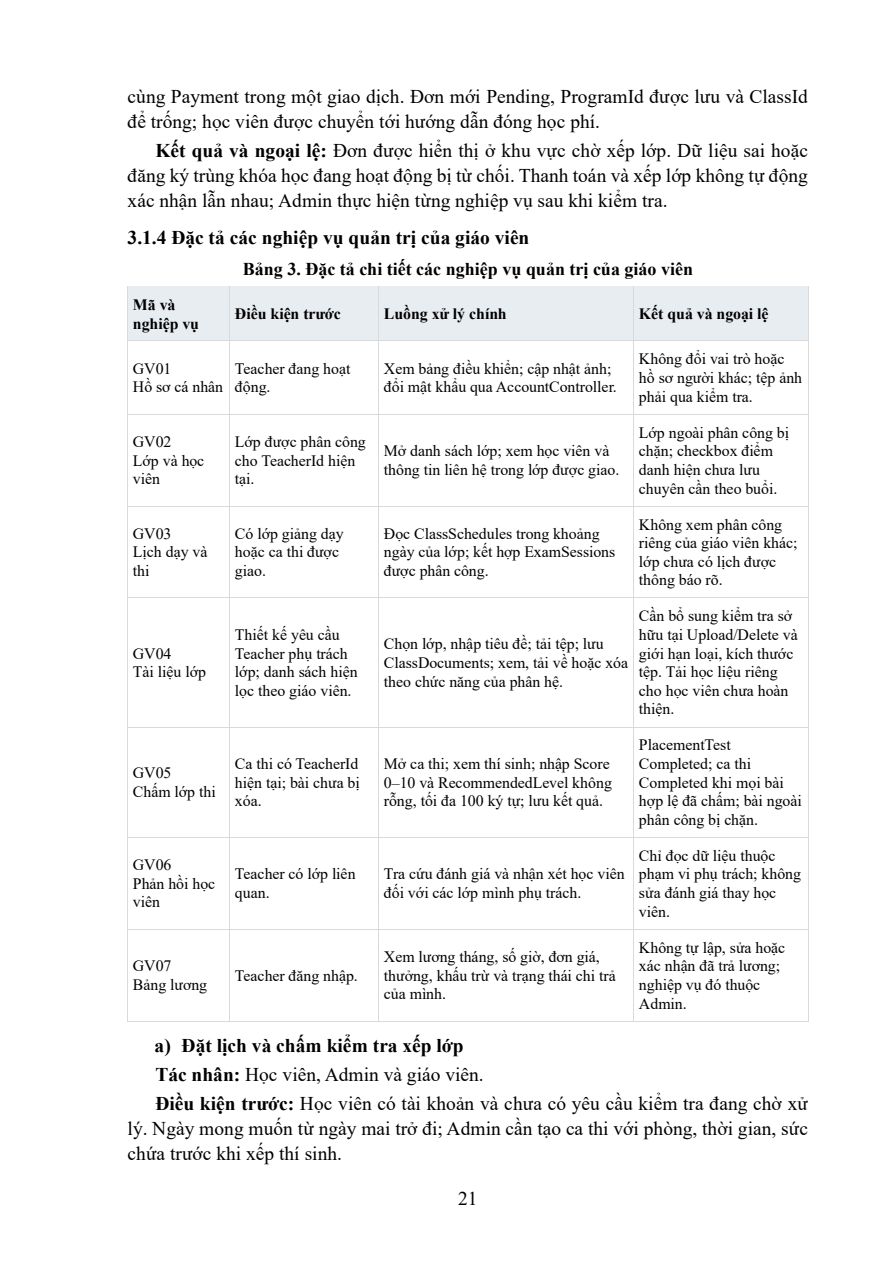 cùng Payment trong một giao dịch. Đơn mới Pending, ProgramId được lưu và ClassId
để trống; học viên được chuyển tới hướng dẫn đóng học phí.
Kết quả và ngoại lệ: Đơn được hiển thị ở khu vực chờ xếp lớp. Dữ liệu sai hoặc
đăng ký trùng khóa học đang hoạt động bị từ chối. Thanh toán và xếp lớp không tự động
xác nhận lẫn nhau; Admin thực hiện từng nghiệp vụ sau khi kiểm tra.
3.1.4 Đặc tả các nghiệp vụ quản trị của giáo viên
Bảng 3. Đặc tả chi tiết các nghiệp vụ quản trị của giáo viên
Mã và
nghiệp vụ
Điều kiện trước
Luồng xử lý chính
Kết quả và ngoại lệ
GV01
Hồ sơ cá nhân
Teacher đang hoạt
động.
Xem bảng điều khiển; cập nhật ảnh;
đổi mật khẩu qua AccountController.
Không đổi vai trò hoặc
hồ sơ người khác; tệp ảnh
phải qua kiểm tra.
GV02
Lớp và học
viên
Lớp được phân công
cho TeacherId hiện
tại.
Mở danh sách lớp; xem học viên và
thông tin liên hệ trong lớp được giao.
Lớp ngoài phân công bị
chặn; checkbox điểm
danh hiện chưa lưu
chuyên cần theo buổi.
GV03
Lịch dạy và
thi
Có lớp giảng dạy
hoặc ca thi được
giao.
Đọc ClassSchedules trong khoảng
ngày của lớp; kết hợp ExamSessions
được phân công.
Không xem phân công
riêng của giáo viên khác;
lớp chưa có lịch được
thông báo rõ.
GV04
Tài liệu lớp
Thiết kế yêu cầu
Teacher phụ trách
lớp; danh sách hiện
lọc theo giáo viên.
Chọn lớp, nhập tiêu đề; tải tệp; lưu
ClassDocuments; xem, tải về hoặc xóa
theo chức năng của phân hệ.
Cần bổ sung kiểm tra sở
hữu tại Upload/Delete và
giới hạn loại, kích thước
tệp. Tải học liệu riêng
cho học viên chưa hoàn
thiện.
GV05
Chấm lớp thi
Ca thi có TeacherId
hiện tại; bài chưa bị
xóa.
Mở ca thi; xem thí sinh; nhập Score
0–10 và RecommendedLevel không
rỗng, tối đa 100 ký tự; lưu kết quả.
PlacementTest
Completed; ca thi
Completed khi mọi bài
hợp lệ đã chấm; bài ngoài
phân công bị chặn.
GV06
Phản hồi học
viên
Teacher có lớp liên
quan.
Tra cứu đánh giá và nhận xét học viên
đối với các lớp mình phụ trách.
Chỉ đọc dữ liệu thuộc
phạm vi phụ trách; không
sửa đánh giá thay học
viên.
GV07
Bảng lương
Teacher đăng nhập.
Xem lương tháng, số giờ, đơn giá,
thưởng, khấu trừ và trạng thái chi trả
của mình.
Không tự lập, sửa hoặc
xác nhận đã trả lương;
nghiệp vụ đó thuộc
Admin.
a) Đặt lịch và chấm kiểm tra xếp lớp
Tác nhân: Học viên, Admin và giáo viên.
Điều kiện trước: Học viên có tài khoản và chưa có yêu cầu kiểm tra đang chờ xử
lý. Ngày mong muốn từ ngày mai trở đi; Admin cần tạo ca thi với phòng, thời gian, sức
chứa trước khi xếp thí sinh.
21